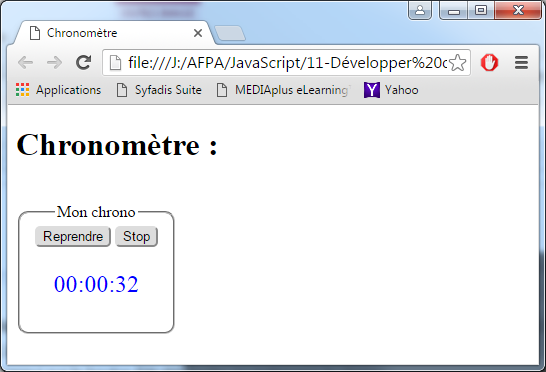 Chronomètre
file:///J:/AFPA/JavaScript/11-Développer%20c
Applications Syfadis Suite MEDIAplus eLearning Yahoo
Chronomètre :
Mon chrono
Reprendre Stop
00:00:32